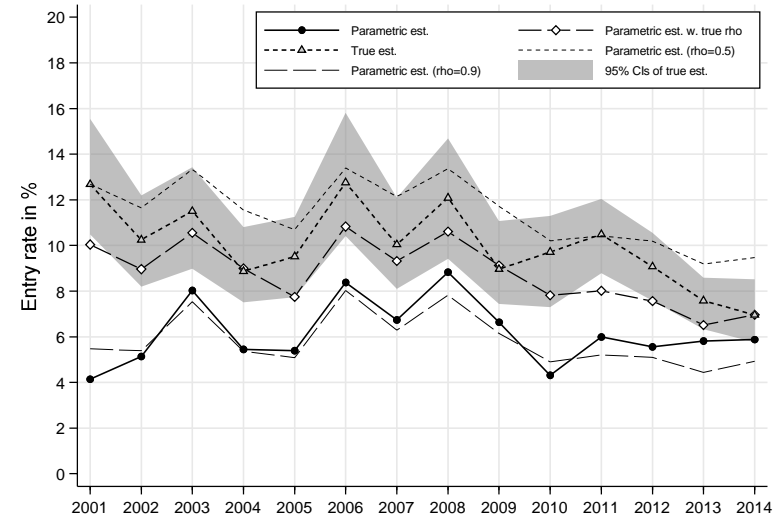 Parametric est.
Parametric est. w. true rho
True est.
Parametric est. (rho=0.5)
Parametric est. (rho=0.9)
95% CIs of true est.
Entry rate in %
20
18
16
14
12
10
8
6
4
2
0
2001 2002 2003 2004 2005 2006 2007 2008 2009 2010 2011 2012 2013 2014